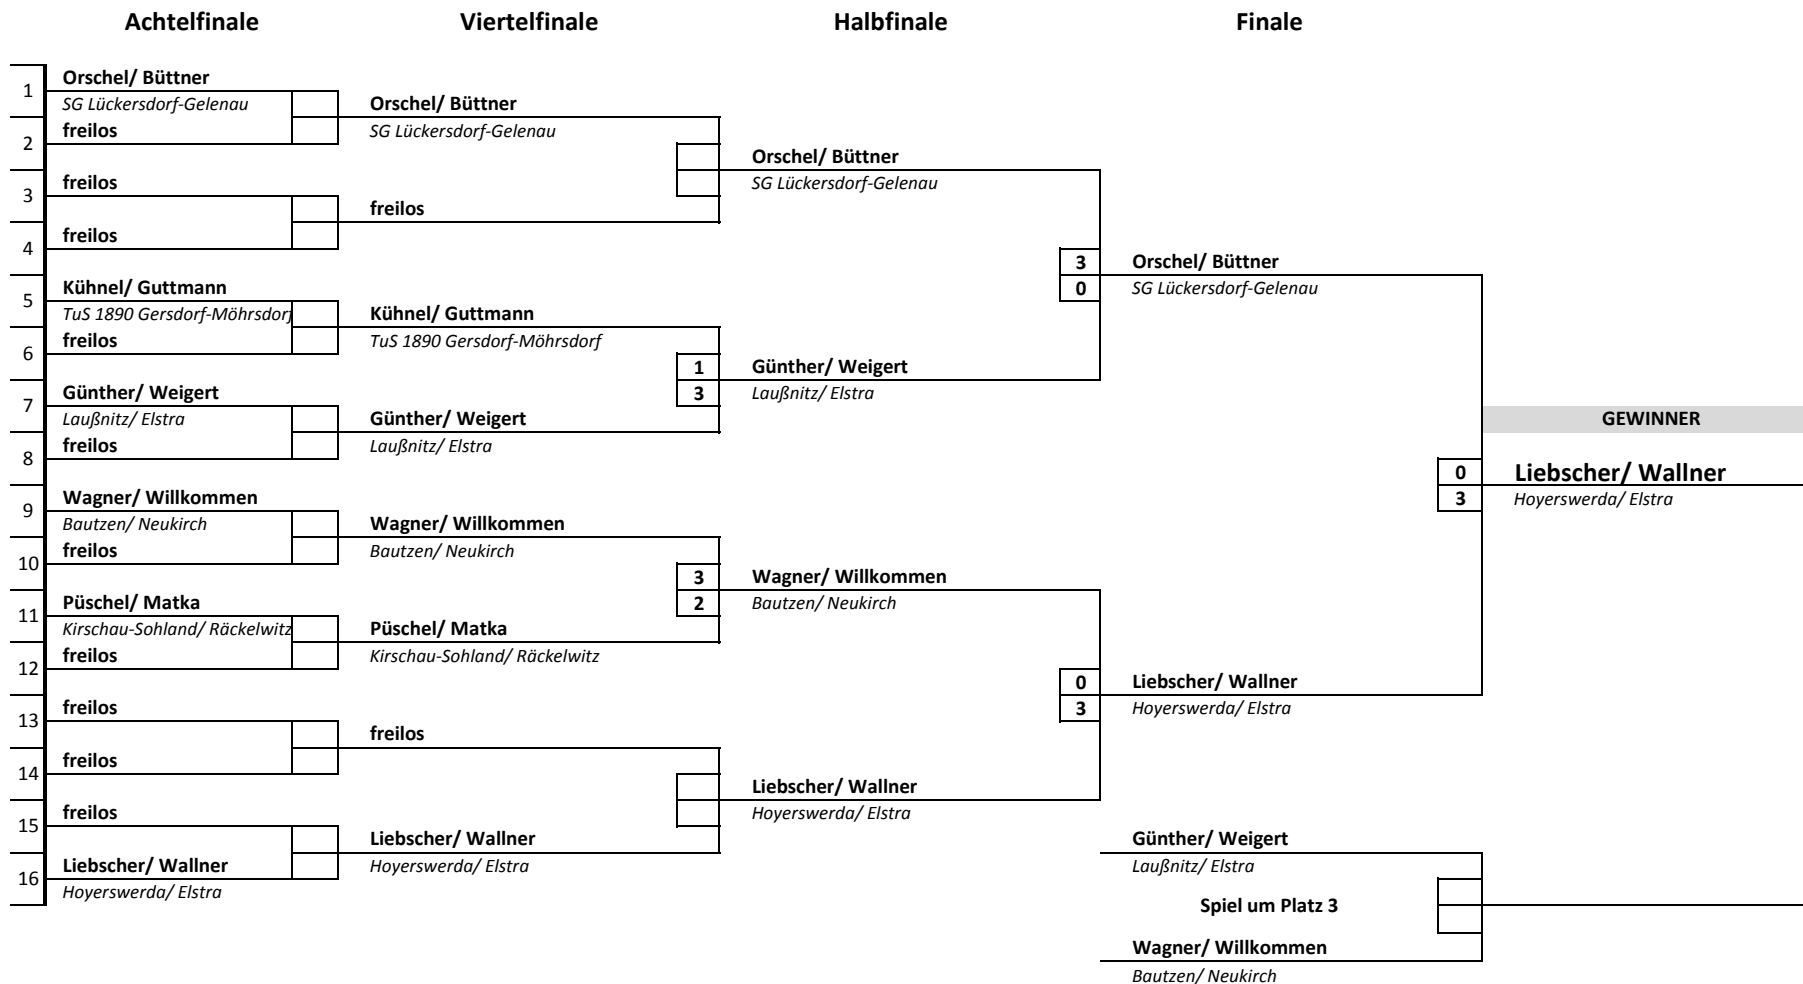 Achtelfinale
Viertelfinale
Halbfinale
Finale
1
Orschel/ Büttner
SG Lückersdorf-Gelenau
2
freilos
3
freilos
4
freilos
5
Kühnel/ Guttmann
TuS 1890 Gersdorf-Möhrsdorf
6
freilos
7
Günther/ Weigert
Laußnitz/ Elstra
8
freilos
9
Wagner/ Willkommen
Bautzen/ Neukirch
10
freilos
11
Püschel/ Matka
Kirschau-Sohland/ Räckelwitz
12
freilos
13
freilos
14
freilos
15
freilos
16
Liebscher/ Wallner
Hoyerswerda/ Elstra
Orschel/ Büttner
SG Lückersdorf-Gelenau
freilos
Kühnel/ Guttmann
TuS 1890 Gersdorf-Möhrsdorf
1
3
Günther/ Weigert
Laußnitz/ Elstra
Wagner/ Willkommen
Bautzen/ Neukirch
3
2
Püschel/ Matka
Kirschau-Sohland/ Räckelwitz
freilos
Liebscher/ Wallner
Hoyerswerda/ Elstra
Orschel/ Büttner
SG Lückersdorf-Gelenau
3
0
Günther/ Weigert
Laußnitz/ Elstra
Wagner/ Willkommen
Bautzen/ Neukirch
0
3
Liebscher/ Wallner
Hoyerswerda/ Elstra
Orschel/ Büttner
SG Lückersdorf-Gelenau
0
3
Liebscher/ Wallner
Hoyerswerda/ Elstra
GEWINNER
Liebscher/ Wallner
Hoyerswerda/ Elstra
Günther/ Weigert
Laußnitz/ Elstra
Spiel um Platz 3
Wagner/ Willkommen
Bautzen/ Neukirch